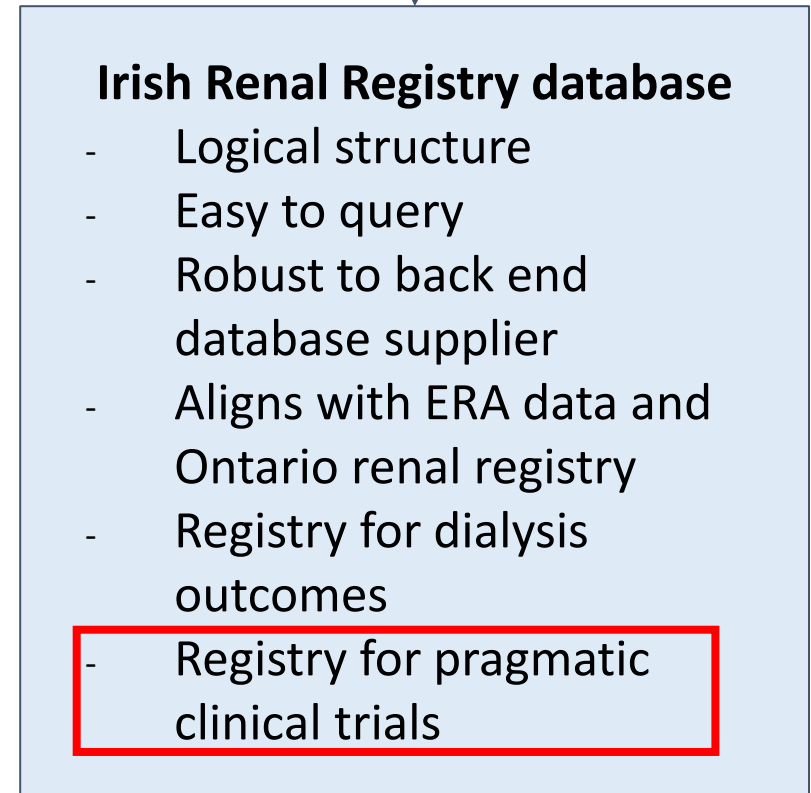 Irish Renal Registry database
- Logical structure
- Easy to query
- Robust to back end
database supplier
- Aligns with ERA data and
Ontario renal registry
- Registry for dialysis
outcomes
- Registry for pragmatic
clinical trials